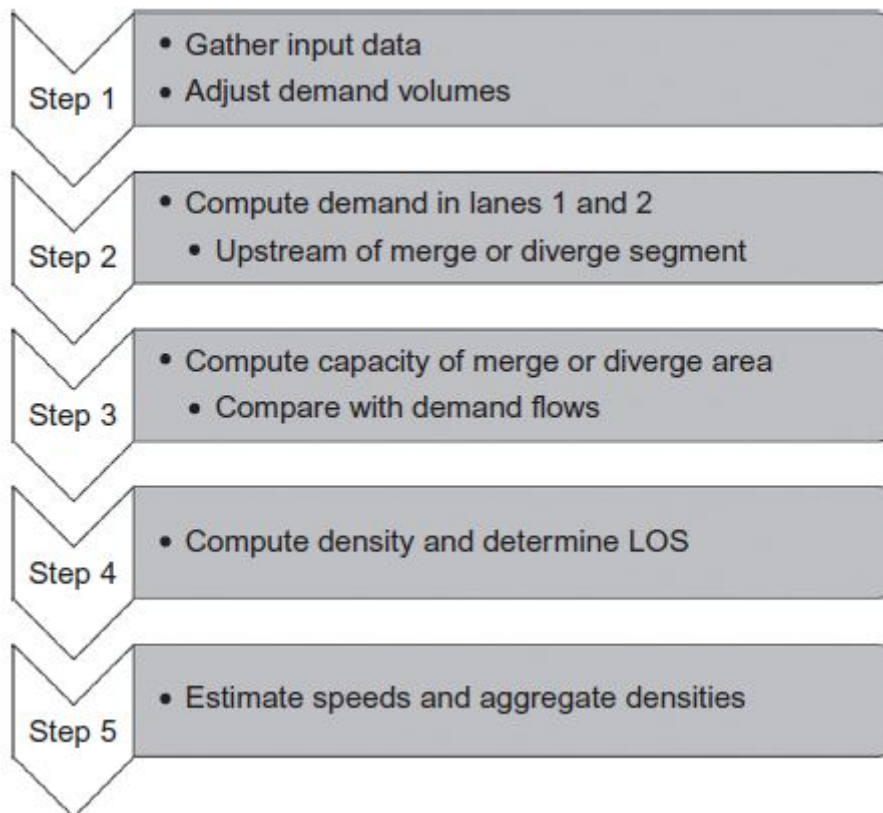 Step 1
• Gather input data
• Adjust demand volumes
Step 2
• Compute demand in lanes 1 and 2
• Upstream of merge or diverge segment
Step 3
• Compute capacity of merge or diverge area
• Compare with demand flows
Step 4
• Compute density and determine LOS
Step 5
• Estimate speeds and aggregate densities